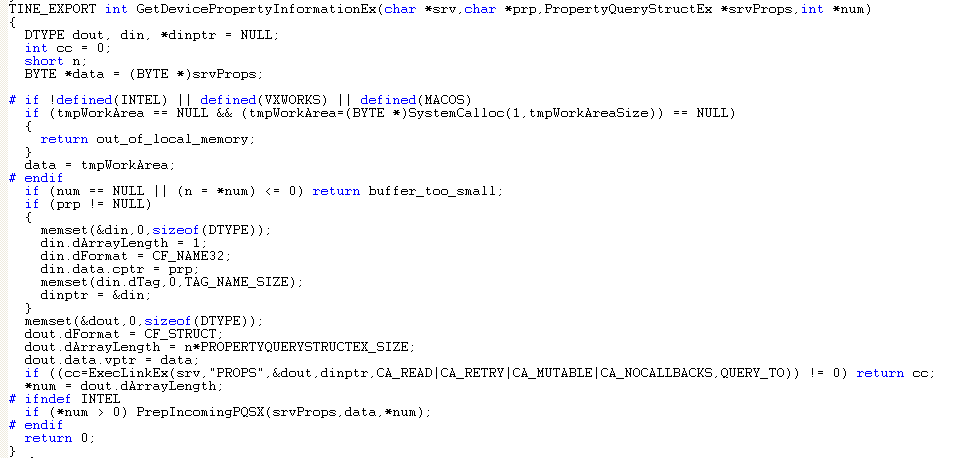 TINE_EXPORT int GetDevicePropertyInformationEx(char *srv,char *prp,PropertyQueryStructEx *srvProps,int *num)
{
  DTYPE dout, din, *dinptr = NULL;
  int cc = 0;
  short n;
  BYTE *data = (BYTE *)srvProps;

# if !defined(INTEL) || defined(VXWORKS) || defined(MACOS)
  if (tmpWorkArea == NULL && (tmpWorkArea=(BYTE *)SystemCalloc(1,tmpWorkAreaSize)) == NULL)
  {
    return out_of_local_memory;
  }
  data = tmpWorkArea;
# endif
  if (num == NULL || (n = *num) <= 0) return buffer_too_small;
  if (prp != NULL)
  {
    memset(&din,0,sizeof(DTYPE));
    din.dArrayLength = 1;
    din.dFormat = CF_NAME32;
    din.data.cptr = prp;
    memset(din.dTag,0,TAG_NAME_SIZE);
    dinptr = &din;
  }
  memset(&dout,0,sizeof(DTYPE));
  dout.dFormat = CF_STRUCT;
  dout.dArrayLength = n*PROPERTYQUERYSTRUCTEX_SIZE;
  dout.data.vptr = data;
  if ((cc=ExecLinkEx(srv,"PROPS",&dout,dinptr,CA_READ|CA_RETRY|CA_MUTABLE|CA_NOCALLBACKS,QUERY_TO)) != 0) return cc;
  *num = dout.dArrayLength;
# ifndef INTEL
  if (*num > 0) PrepIncomingPQSX(srvProps,data,*num);
# endif
  return 0;
}